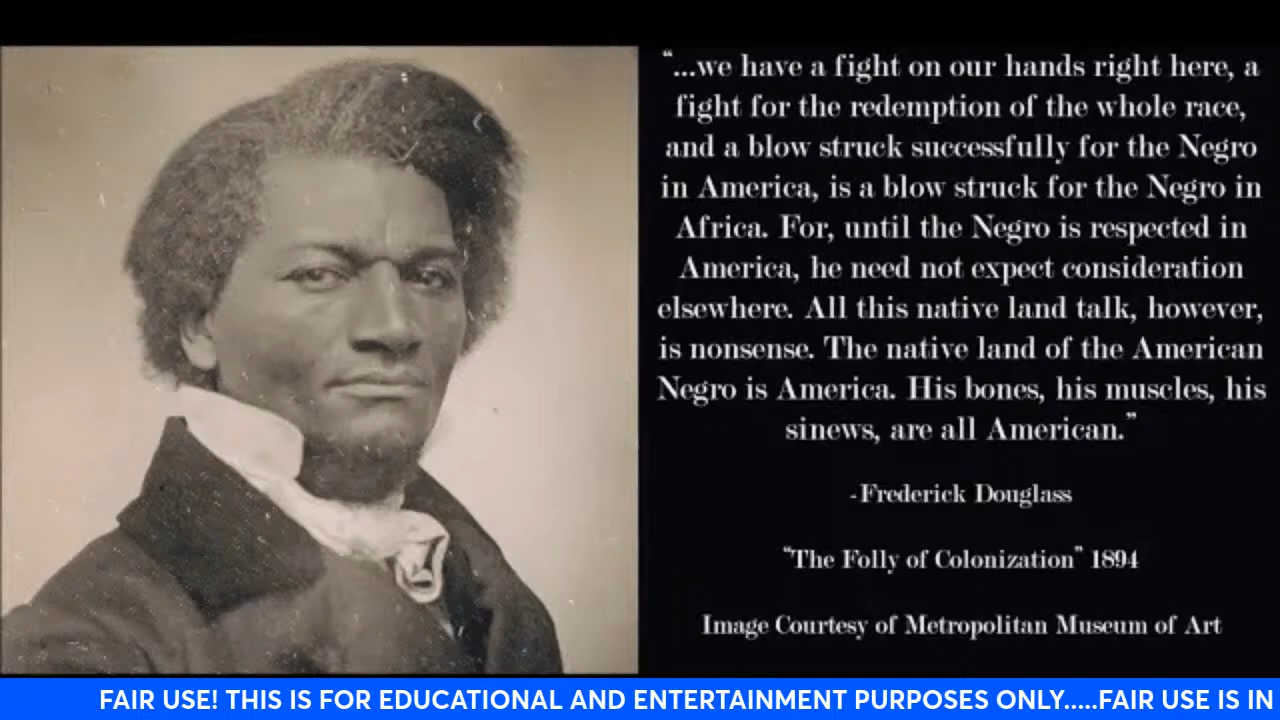 “...we have a fight on our hands right here, a
fight for the redemption of the whole race,
and a blow struck successfully for the Negro
in America, is a blow struck for the Negro in
Africa. For, until the Negro is respected in
America, he need not expect consideration
elsewhere. All this native land talk, however,
is nonsense. The native land of the American
Negro is America. His bones, his muscles, his
sinews, are all American.”
-Frederick Douglass
“The Folly of Colonization” 1894
Image Courtesy of Metropolitan Museum of Art
FAIR USE! THIS IS FOR EDUCATIONAL AND ENTERTAINMENT PURPOSES ONLY.....FAIR USE IS IN